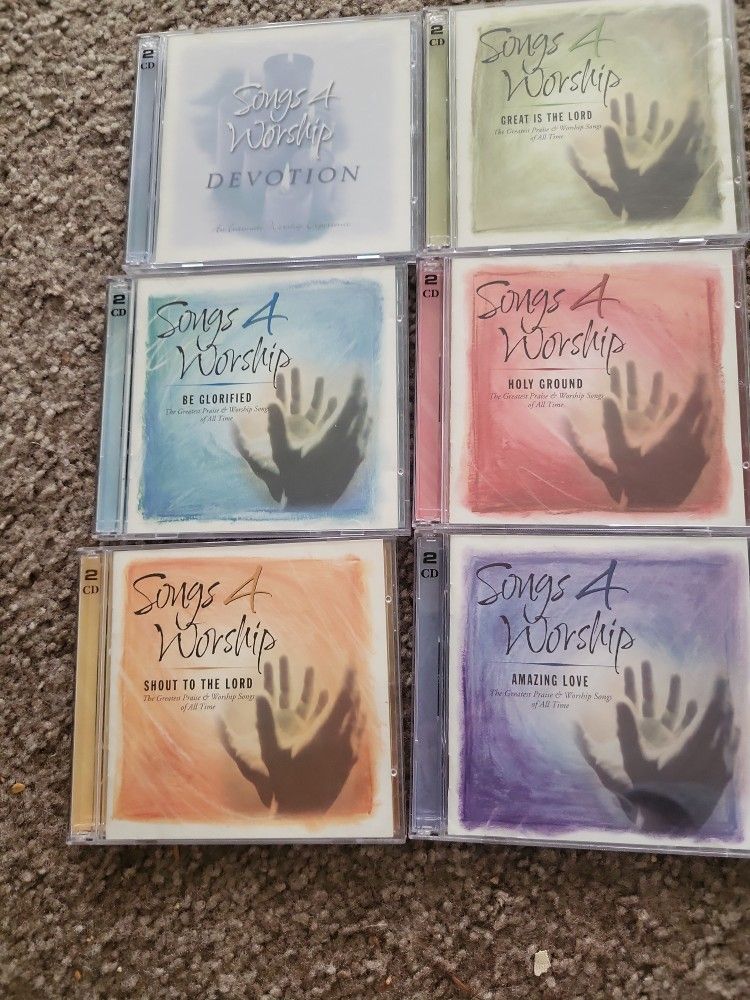 2
CD
Songs 4
Worship
DEVOTION
An Intimate Worship Experience
2
CD
Songs 4
Worship
GREAT IS THE LORD
The Greatest Praise & Worship Songs
of All Time
2
CD
Songs 4
Worship
BE GLORIFIED
The Greatest Praise & Worship Songs
of All Time
2
CD
Songs 4
Worship
HOLY GROUND
The Greatest Praise & Worship Songs
of All Time
2
CD
Songs 4
Worship
SHOUT TO THE LORD
The Greatest Praise & Worship Songs
of All Time
2
CD
Songs 4
Worship
AMAZING LOVE
The Greatest Praise & Worship Songs
of All Time